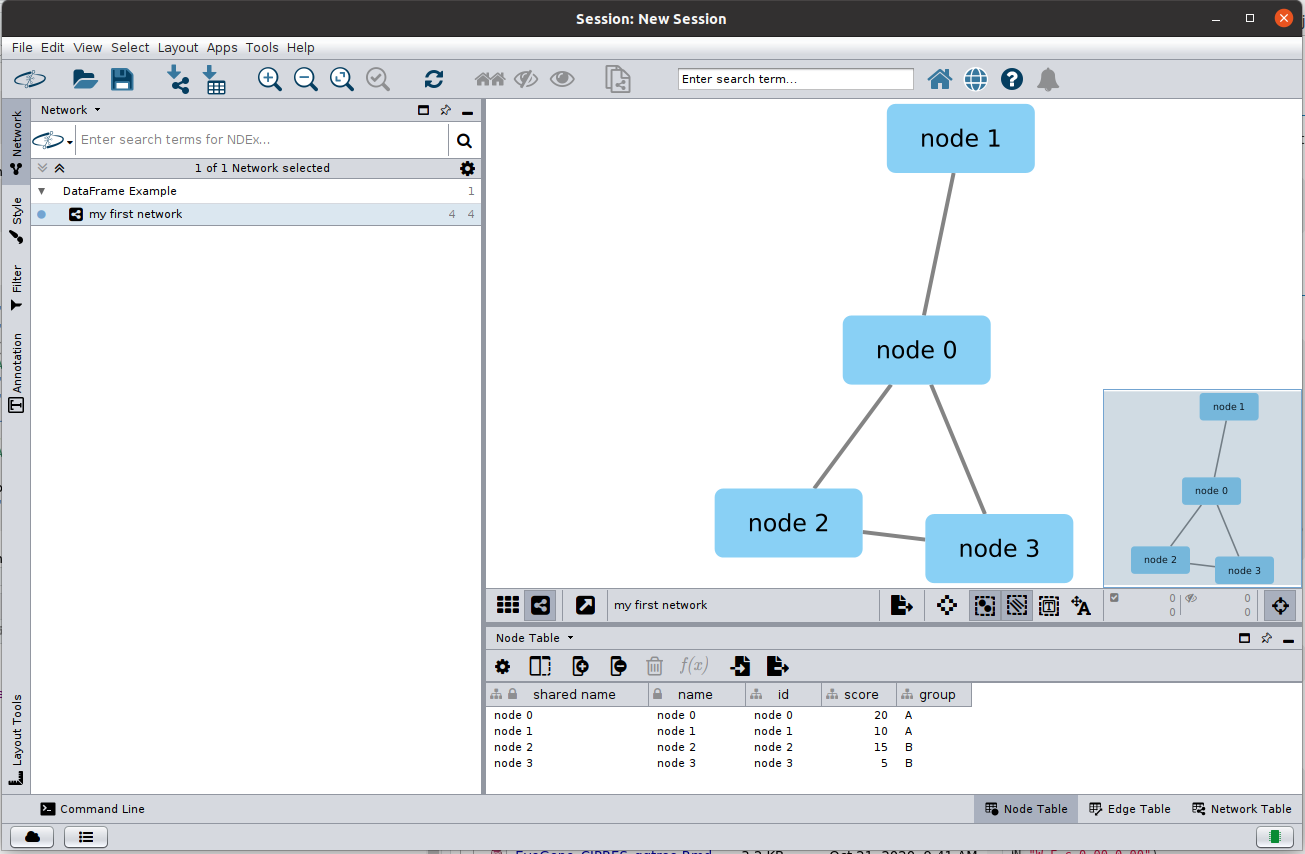 Session: New Session
File Edit View Select Layout Apps Tools Help
Enter search term...
Network
Style
Filter
Annotation
Layout Tools
Network
Enter search terms for NDEx...
1 of 1 Network selected
DataFrame Example 1
my first network 4 4
node 1
node 0
node 2
node 3
node 1
node 0
node 2
node 3
my first network
T
A
0 0
0 0
Node Table
f(x)
shared name name id score group
node 0 node 0 node 0 20 A
node 1 node 1 node 1 10 A
node 2 node 2 node 2 15 B
node 3 node 3 node 3 5 B
Command Line
Node Table Edge Table Network Table